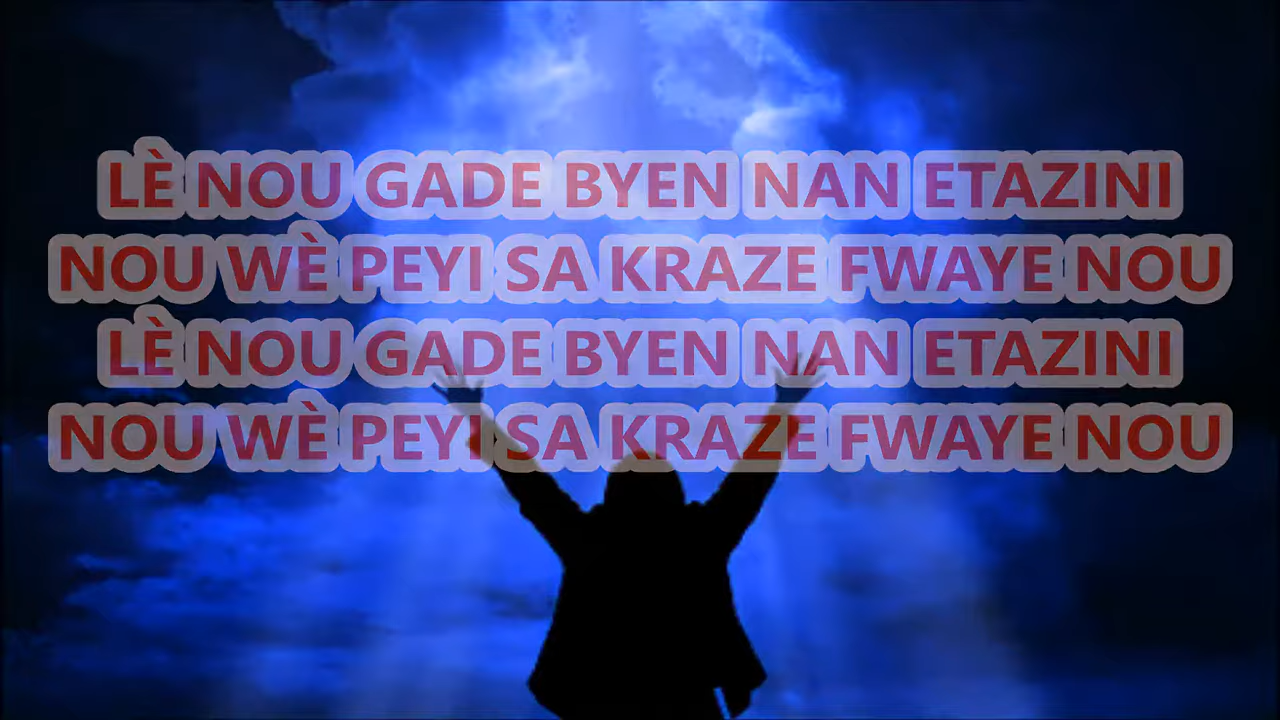 LÈ NOU GADE BYEN NAN ETAZINI
NOU WÈ PEYI SA KRAZE FWAYE NOU
LÈ NOU GADE BYEN NAN ETAZINI
NOU WÈ PEYI SA KRAZE FWAYE NOU